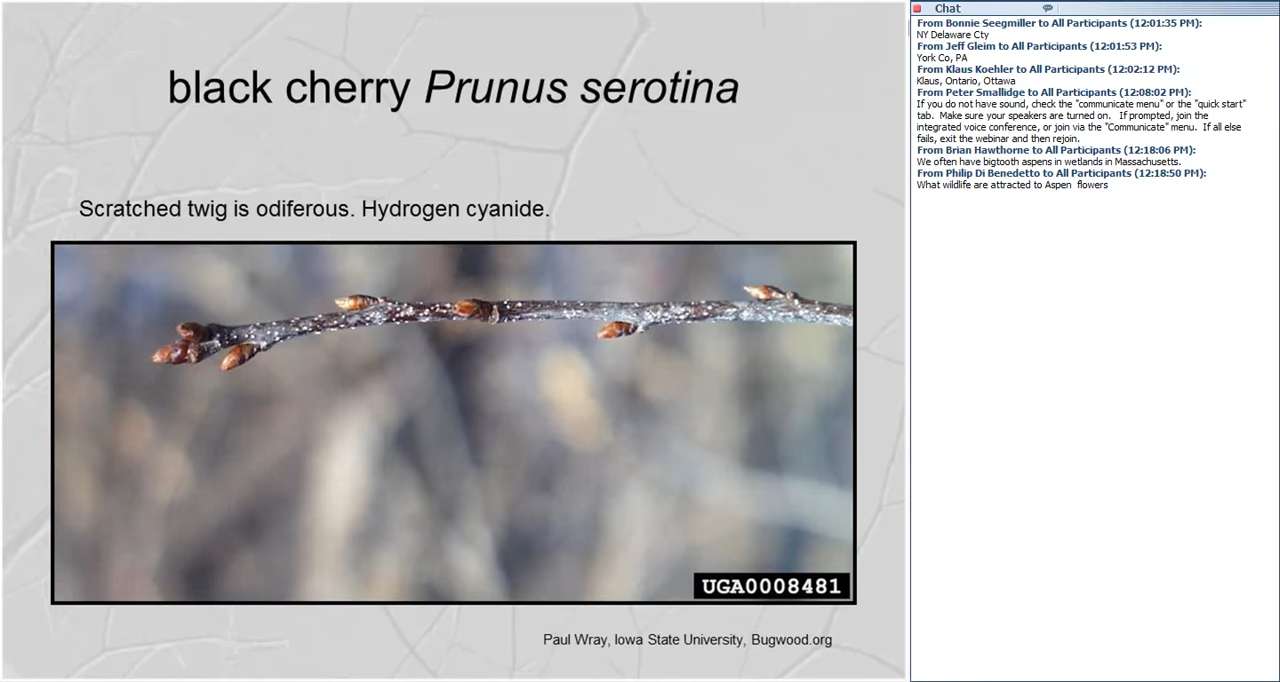 black cherry Prunus serotina
Scratched twig is odiferous. Hydrogen cyanide.
UGA0008481
Paul Wray, Iowa State University, Bugwood.org
Chat
From Bonnie Seegmiller to All Participants (12:01:35 PM):
NY Delaware Cty
From Jeff Gleim to All Participants (12:01:53 PM):
York Co, PA
From Klaus Koehler to All Participants (12:02:12 PM):
Klaus, Ontario, Ottawa
From Peter Smallidge to All Participants (12:08:02 PM):
If you do not have sound, check the "communicate menu" or the "quick start"
tab. Make sure your speakers are turned on. If prompted, join the
integrated voice conference, or join via the "Communicate" menu. If all else
fails, exit the webinar and then rejoin.
From Brian Hawthorne to All Participants (12:18:06 PM):
We often have bigtooth aspens in wetlands in Massachusetts.
From Philip Di Benedetto to All Participants (12:18:50 PM):
What wildlife are attracted to Aspen flowers